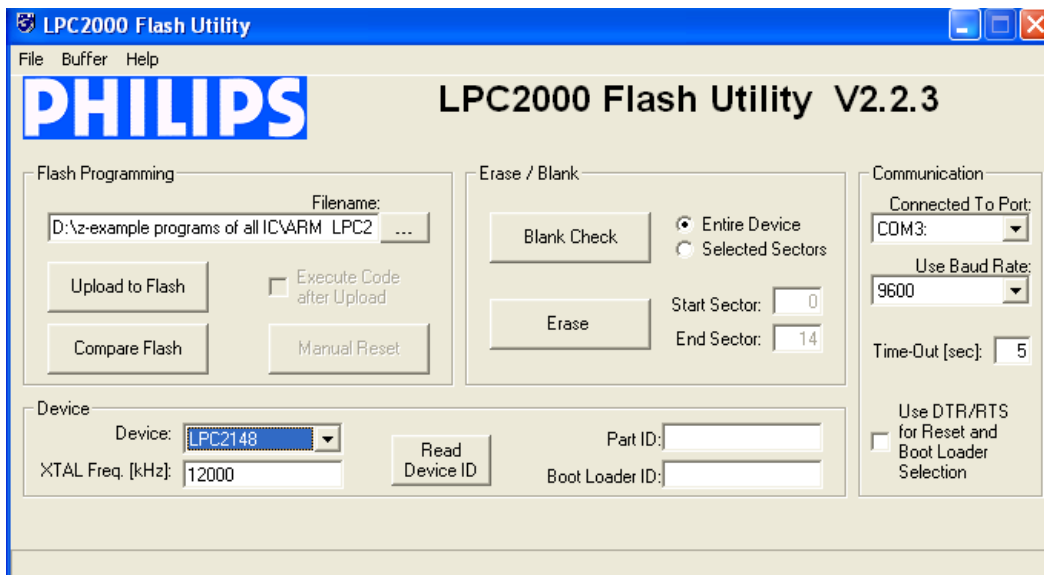 LPC2000 Flash Utility
File Buffer Help
PHILIPS
LPC2000 Flash Utility V2.2.3
Flash Programming
Filename:
D:\z-example programs of all IC\ARM LPC2
...
Upload to Flash
Execute Code
after Upload
Compare Flash
Manual Reset
Erase / Blank
Blank Check
Entire Device
Selected Sectors
Erase
Start Sector: 0
End Sector: 14
Communication
Connected To Port:
COM3:
Use Baud Rate:
9600
Time-Out [sec]: 5
Use DTR/RTS
for Reset and
Boot Loader
Selection
Device
Device: LPC2148
XTAL Freq. [kHz]: 12000
Read
Device ID
Part ID:
Boot Loader ID: